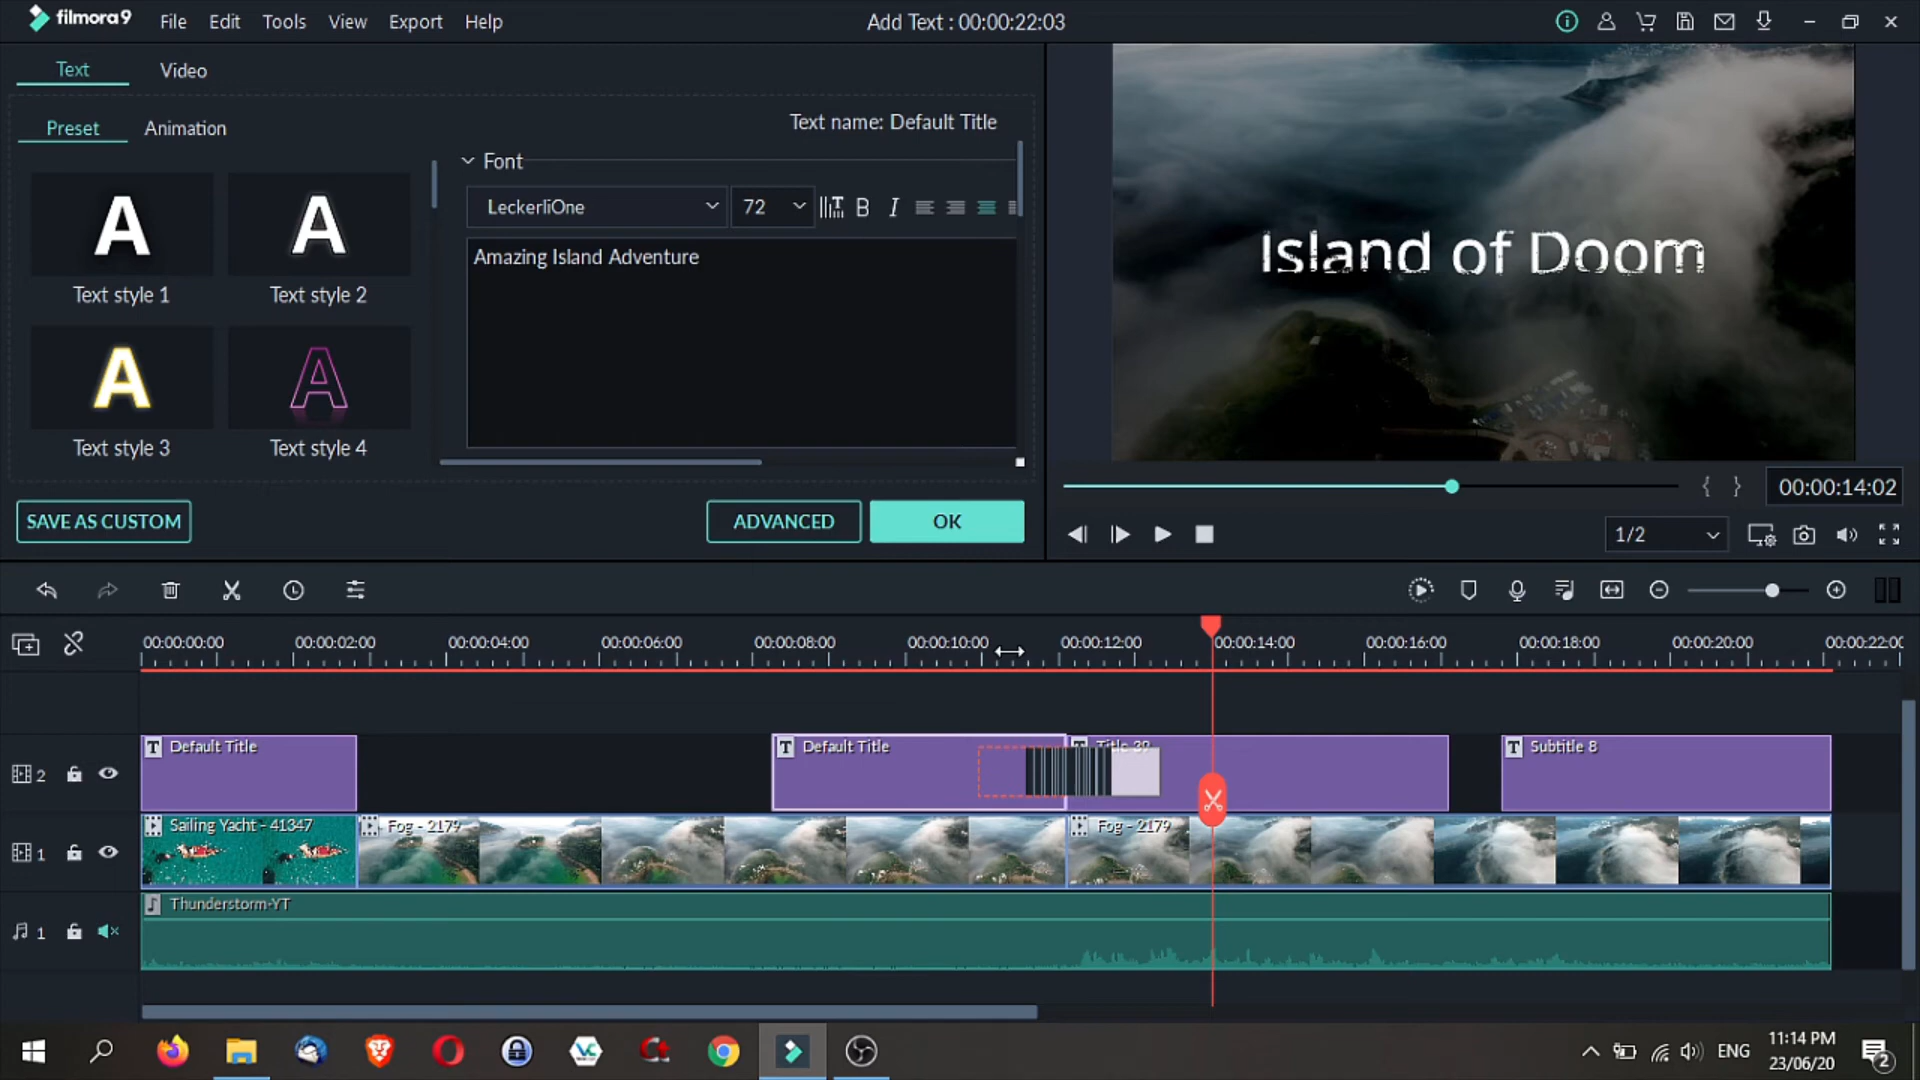 filmora9
File Edit Tools View Export Help
Add Text : 00:00:22:03
Text Video
Preset Animation
Text name: Default Title
Font
LeckerliOne 72 B I
Amazing Island Adventure
A A
Text style 1 Text style 2
A A
Text style 3 Text style 4
SAVE AS CUSTOM ADVANCED OK
Island of Doom
{ } 00:00:14:02
1/2
00:00:00:00 00:00:02:00 00:00:04:00 00:00:06:00 00:00:08:00 00:00:10:00 00:00:12:00 00:00:14:00 00:00:16:00 00:00:18:00 00:00:20:00 00:00:22:00
2 T Default Title T Default Title T Title 39 T Subtitle 8
1 Sailing Yacht - 41347 Fog - 2179 Fog - 2179
1 Thunderstorm-YT
ENG 11:14 PM
23/06/20 2